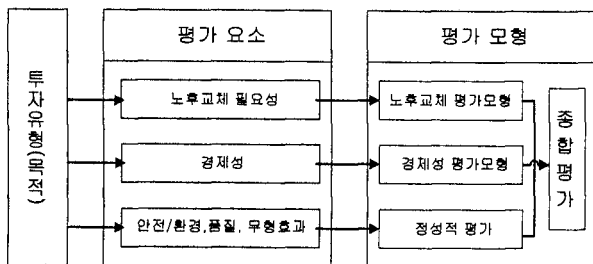 투자유형(목적)
평가 요소
노후교체 필요성
경제성
안전/환경,품질, 무형효과
평가 모형
노후교체 평가모형
경제성 평가모형
정성적 평가
종합평가